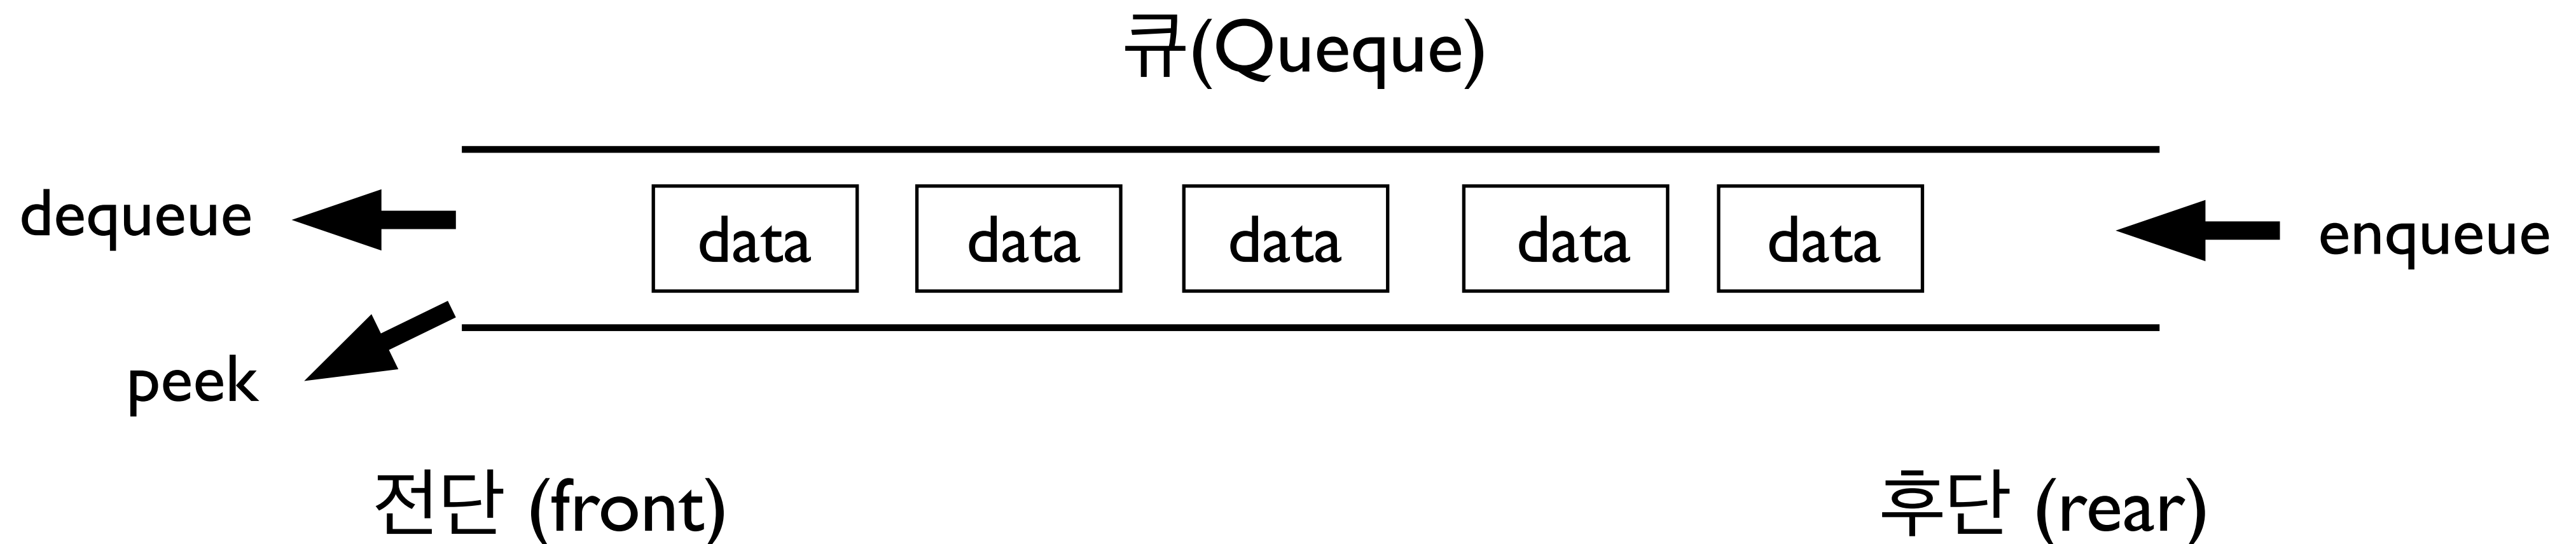 큐(Queque)
dequeue
data data data data data
enqueue
peek
전단 (front)
후단 (rear)